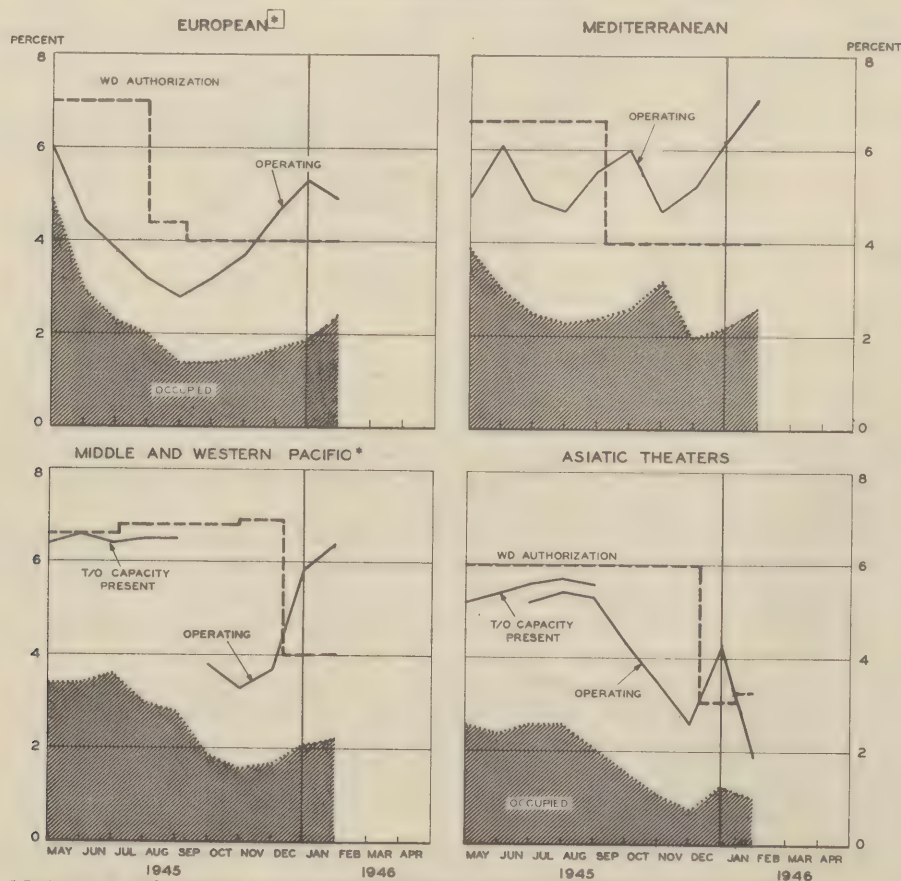 EUROPEAN*
MEDITERRANEAN
PERCENT
PERCENT
8
8
WD AUTHORIZATION
OPERATING
OPERATING
6
6
4
4
2
2
OCCUPIED
0
0
MIDDLE AND WESTERN PACIFIC*
ASIATIC THEATERS
8
8
WD AUTHORIZATION
6
6
T/O CAPACITY
PRESENT
T/O CAPACITY
PRESENT
OPERATING
OPERATING
4
4
2
2
OCCUPIED
0
0
MAY JUN JUL AUG SEP OCT NOV DEC JAN FEB MAR APR
MAY JUN JUL AUG SEP OCT NOV DEC JAN FEB MAR APR
1945 1946
1945 1946